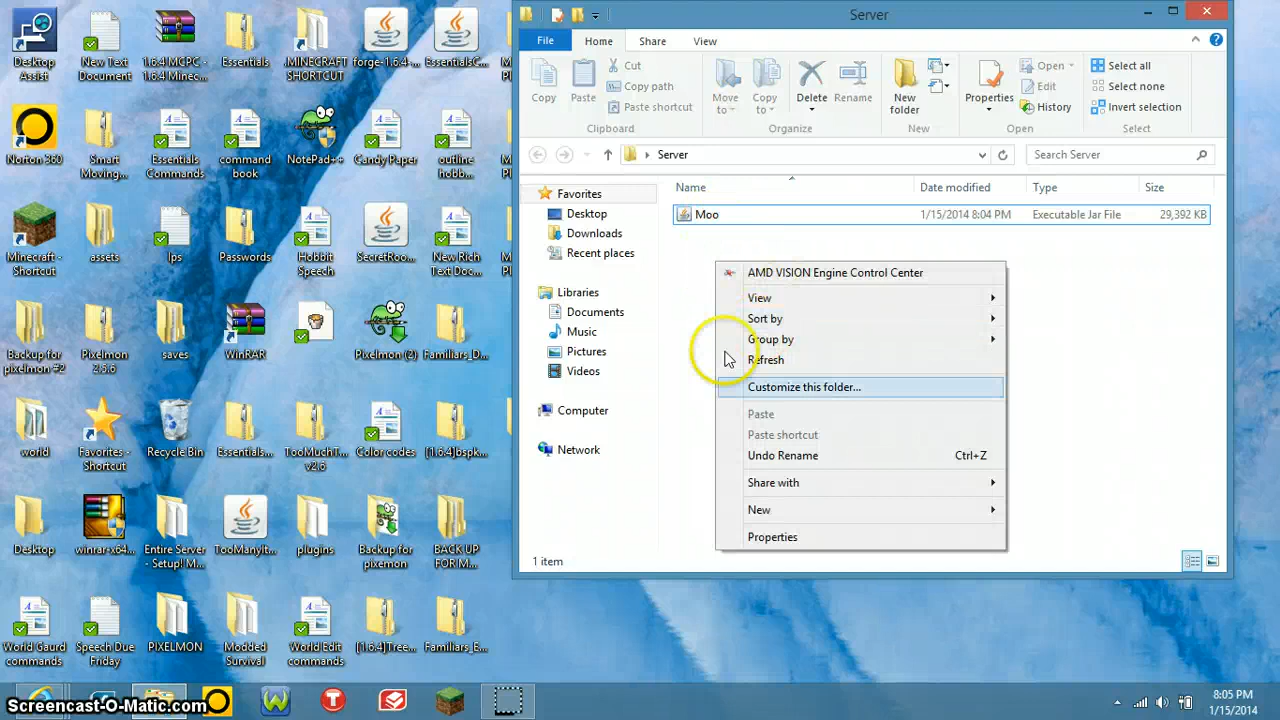 Desktop
Assist
New Text
Document
1.6.4 MCPC -
1.6.4 Minec...
Essentials
.MINECRAFT
SHORTCUT
forge-1.6.4-...
EssentialsC...
Norton 360
Smart
Moving...
Essentials
Commands
command
book
NotePad++
Candy Paper
outline
hobb...
Minecraft -
Shortcut
assets
Ips
Passwords
Hobbit
Speech
SecretRoo...
New Rich
Text Doc...
Backup for
pixelmon #2
Pixelmon
2.5.6
saves
WinRAR
Pixelmon (2)
Familiars_D...
world
Favorites -
Shortcut
Recycle Bin
Essentials...
TooMuchT...
v2.6
Color codes
[1.6.4]bspk...
Desktop
winrar-x64...
Entire Server
- Setup! M...
TooManyIt...
plugins
Backup for
pixemon
BACK UP
FOR M...
World Gaurd
commands
Speech Due
Friday
PIXELMON
Modded
Survival
World Edit
commands
[1.6.4]Tree...
Familiars_E...
Server
File
Home
Share
View
Copy
Paste
Cut
Copy path
Paste shortcut
Clipboard
Move
to
Copy
to
Delete
Rename
Organize
New
folder
New
Properties
Open
Edit
History
Open
Select all
Select none
Invert selection
Select
Server
Search Server
Favorites
Desktop
Downloads
Recent places
Libraries
Documents
Music
Pictures
Videos
Computer
Network
Name
Date modified
Type
Size
Moo
1/15/2014 8:04 PM
Executable Jar File
29,392 KB
AMD VISION Engine Control Center
View
Sort by
Group by
Refresh
Customize this folder...
Paste
Paste shortcut
Undo Rename Ctrl+Z
Share with
New
Properties
1 item
Screencast-O-Matic.com
8:05 PM
1/15/2014